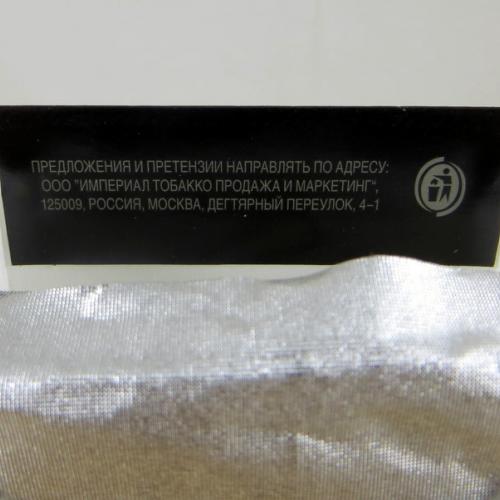 ПРЕДЛОЖЕНИЯ И ПРЕТЕНЗИИ НАПРАВЛЯТЬ ПО АДРЕСУ:
ООО "ИМПЕРИАЛ ТОБАККО ПРОДАЖА И МАРКЕТИНГ",
125009, РОССИЯ, МОСКВА, ДЕГТЯРНЫЙ ПЕРЕУЛОК, 4-1